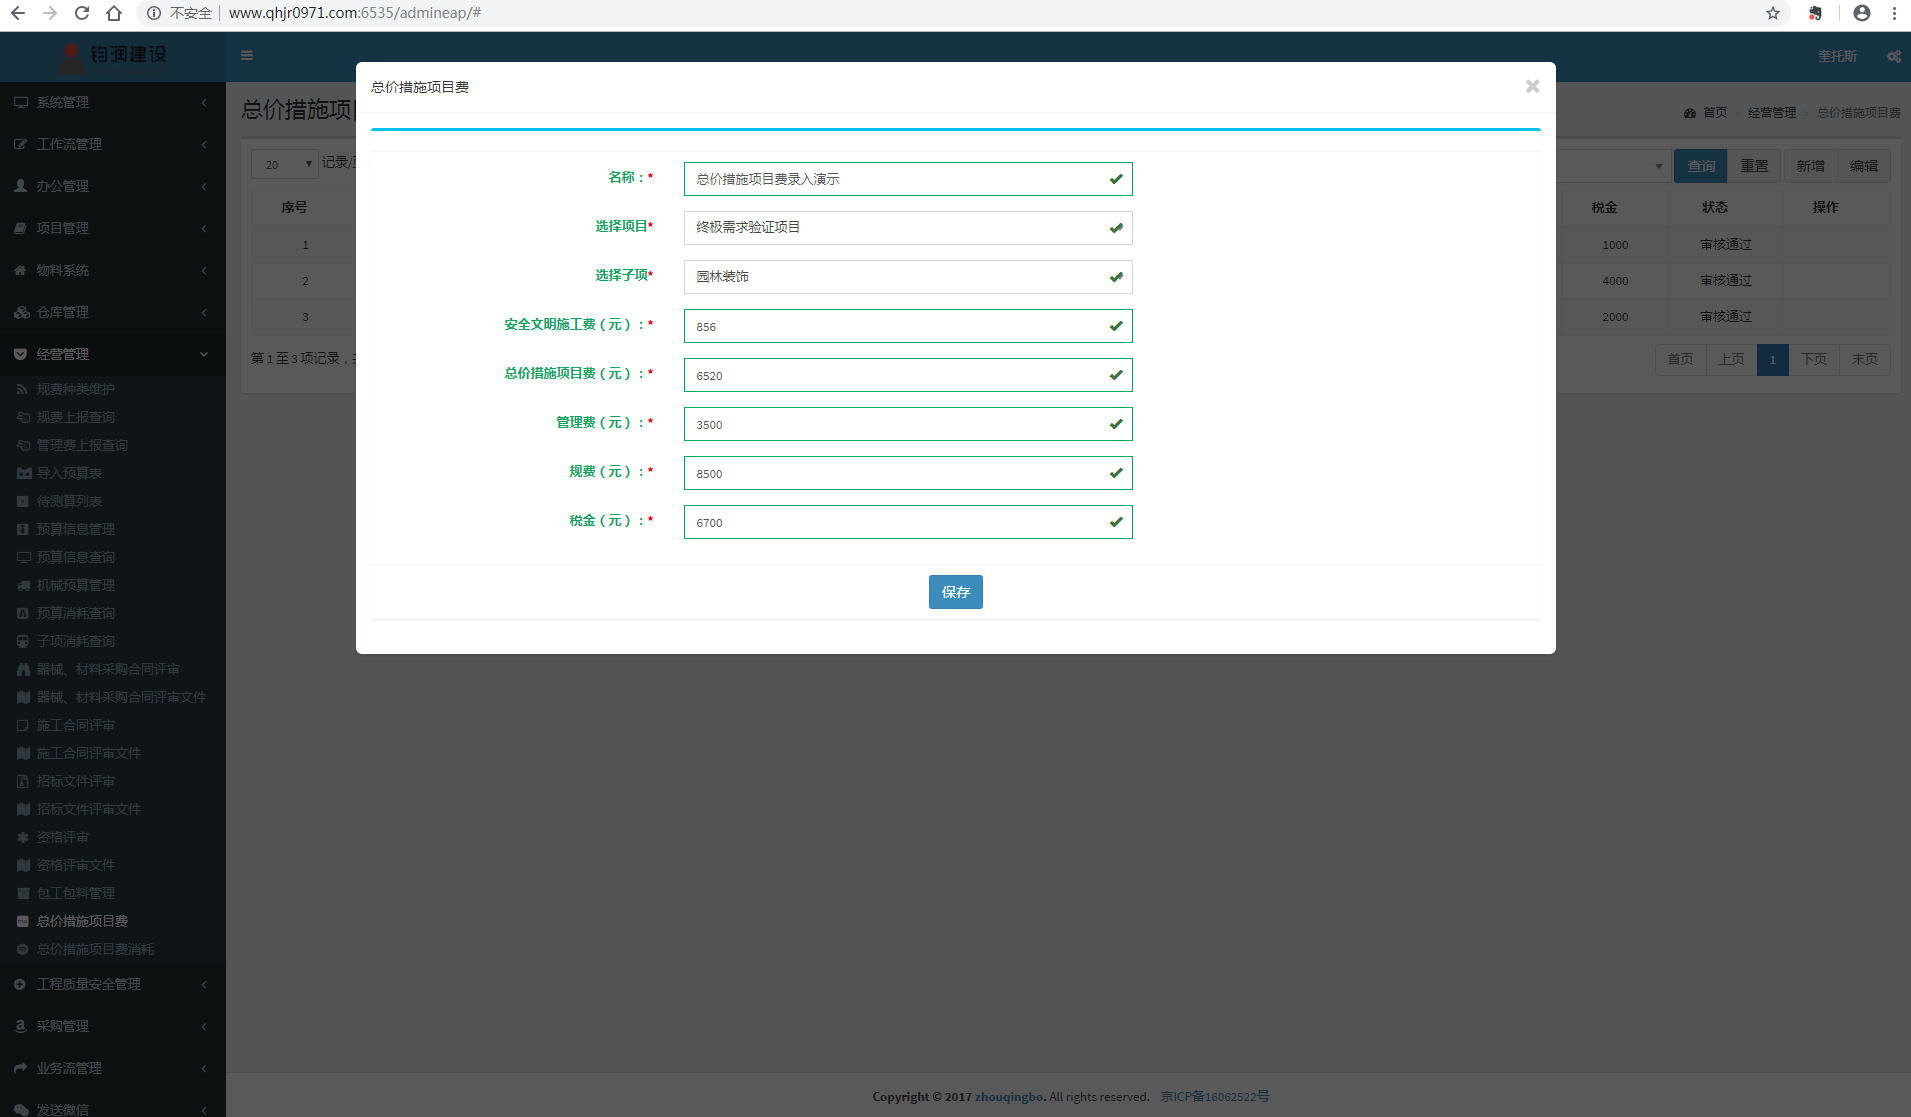 不安全 www.qhjr0971.com:6535/admineap/#
钧润建设
奎托斯
系统管理
工作流管理
办公管理
项目管理
物料系统
仓库管理
经营管理
规费种类维护
规费上报查询
管理费上报查询
导入预算表
待测算列表
预算信息管理
预算信息查询
机械预算管理
预算消耗查询
子项消耗查询
器械、材料采购合同评审
器械、材料采购合同评审文件
施工合同评审
施工合同评审文件
招标文件评审
招标文件评审文件
资格评审
资格评审文件
包工包料管理
总价措施项目费
总价措施项目费消耗
工程质量安全管理
采购管理
业务流管理
发送微信
总价措施项
首页 经营管理 总价措施项目费
20 记录/
查询 重置 新增 编辑
序号 税金 状态 操作
1 1000 审核通过
2 4000 审核通过
3 2000 审核通过
第 1 至 3 项记录，
首页 上页 1 下页 末页
总价措施项目费 ×
名称：* 总价措施项目费录入演示
选择项目* 终极需求验证项目
选择子项* 园林装饰
安全文明施工费（元）：* 856
总价措施项目费（元）：* 6520
管理费（元）：* 3500
规费（元）：* 8500
税金（元）：* 6700
保存
Copyright © 2017 zhouqingbo. All rights reserved. 京ICP备16062522号